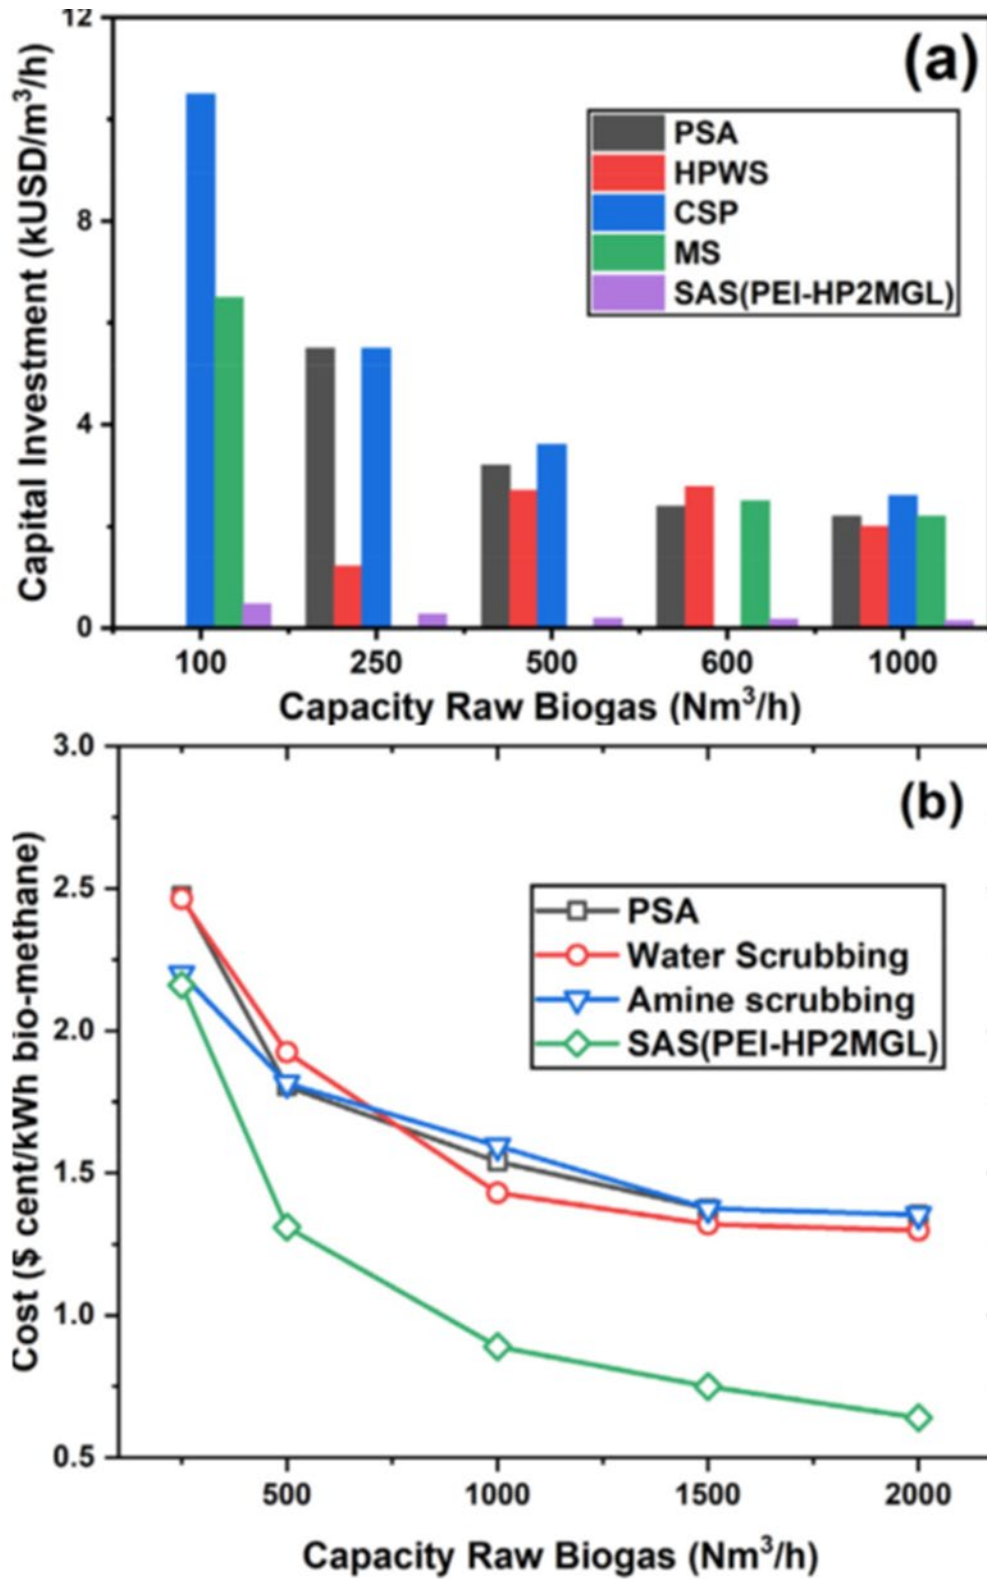 12
(a)
Capital Investment (kUSD/m³/h)
PSA
HPWS
CSP
MS
SAS(PEI-HP2MGL)
8
4
0
100 250 500 600 1000
Capacity Raw Biogas (Nm³/h)
3.0
(b)
Cost ($ cent/kWh bio-methane)
2.5
PSA
Water Scrubbing
Amine scrubbing
SAS(PEI-HP2MGL)
2.0
1.5
1.0
0.5
500 1000 1500 2000
Capacity Raw Biogas (Nm³/h)